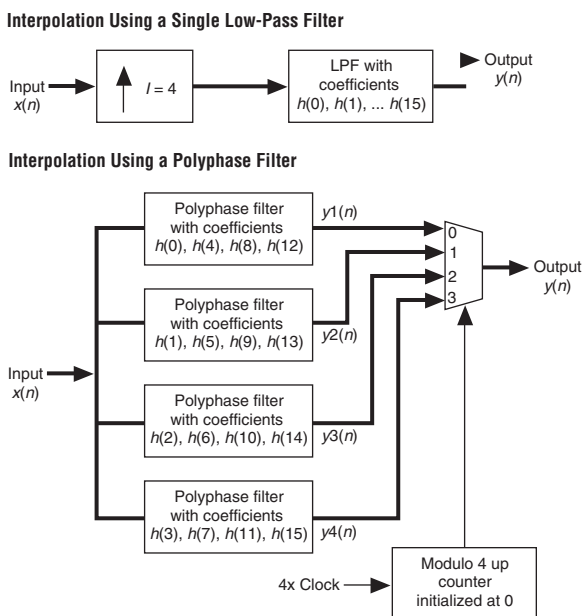 Interpolation Using a Single Low-Pass Filter
Input
x(n)
I = 4
LPF with
coefficients
h(0), h(1), ... h(15)
Output
y(n)
Interpolation Using a Polyphase Filter
Input
x(n)
Polyphase filter
with coefficients
h(0), h(4), h(8), h(12)
y1(n)
Polyphase filter
with coefficients
h(1), h(5), h(9), h(13)
y2(n)
Polyphase filter
with coefficients
h(2), h(6), h(10), h(14)
y3(n)
Polyphase filter
with coefficients
h(3), h(7), h(11), h(15)
y4(n)
0
1
2
3
Output
y(n)
4x Clock
Modulo 4 up
counter
initialized at 0